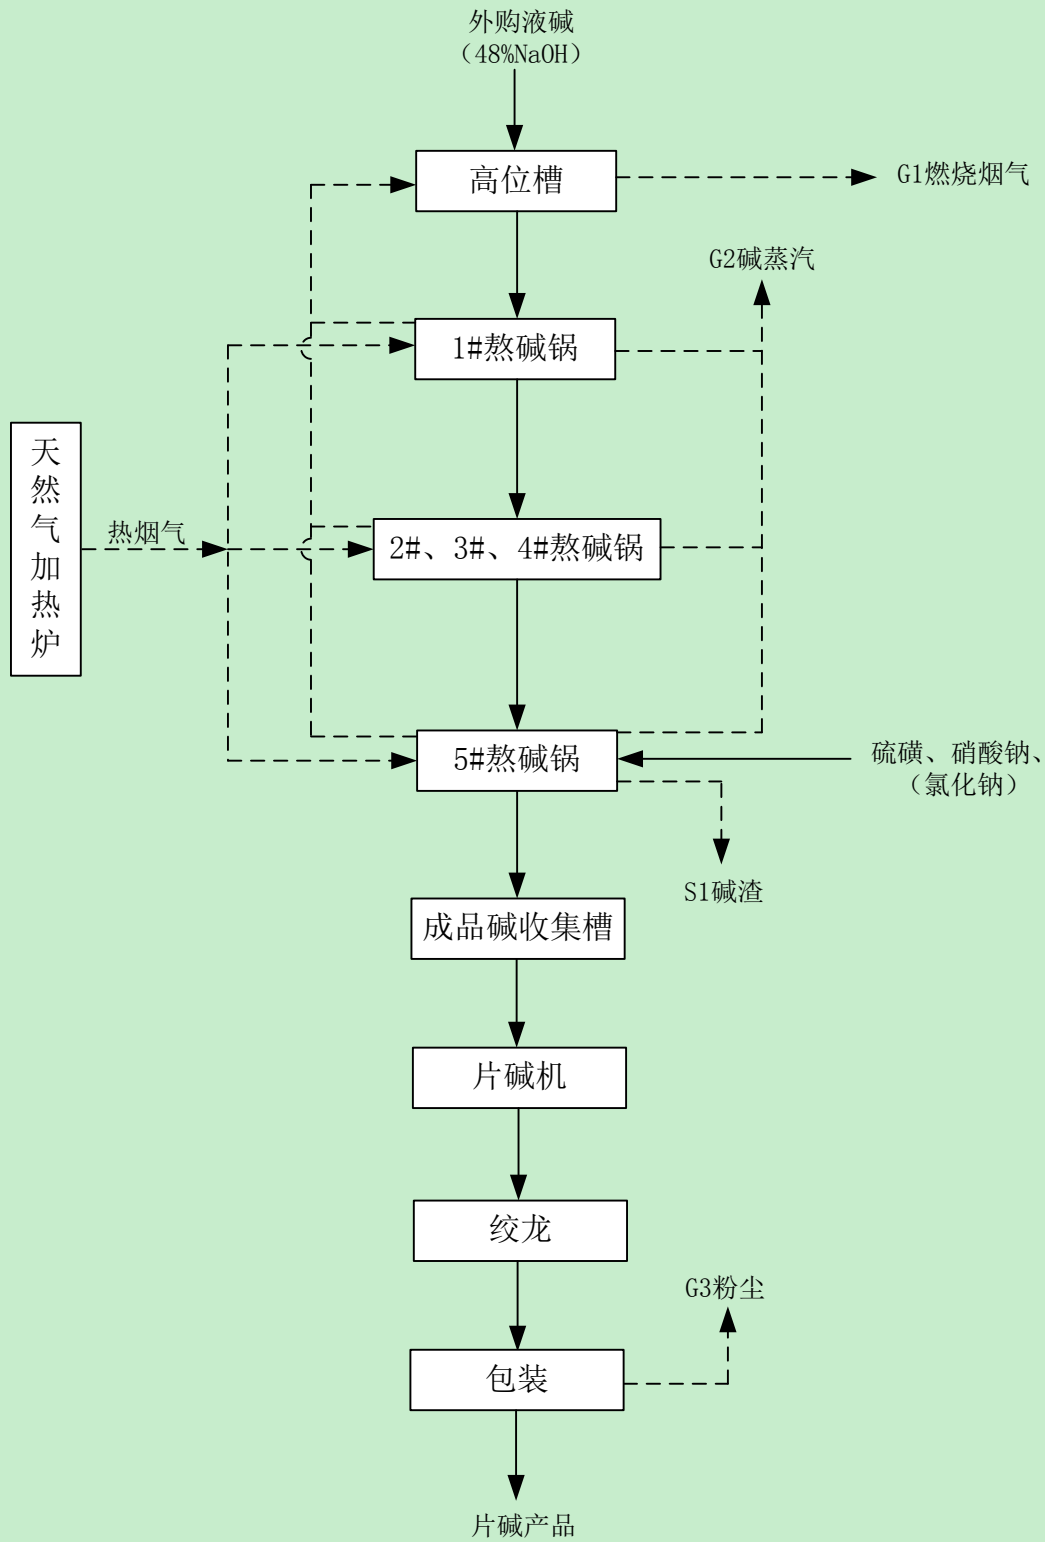 外购液碱
（48%NaOH）
高位槽
G1燃烧烟气
G2碱蒸汽
1#熬碱锅
天然气加热炉
热烟气
2#、3#、4#熬碱锅
5#熬碱锅
硫磺、硝酸钠、
（氯化钠）
S1碱渣
成品碱收集槽
片碱机
绞龙
G3粉尘
包装
片碱产品